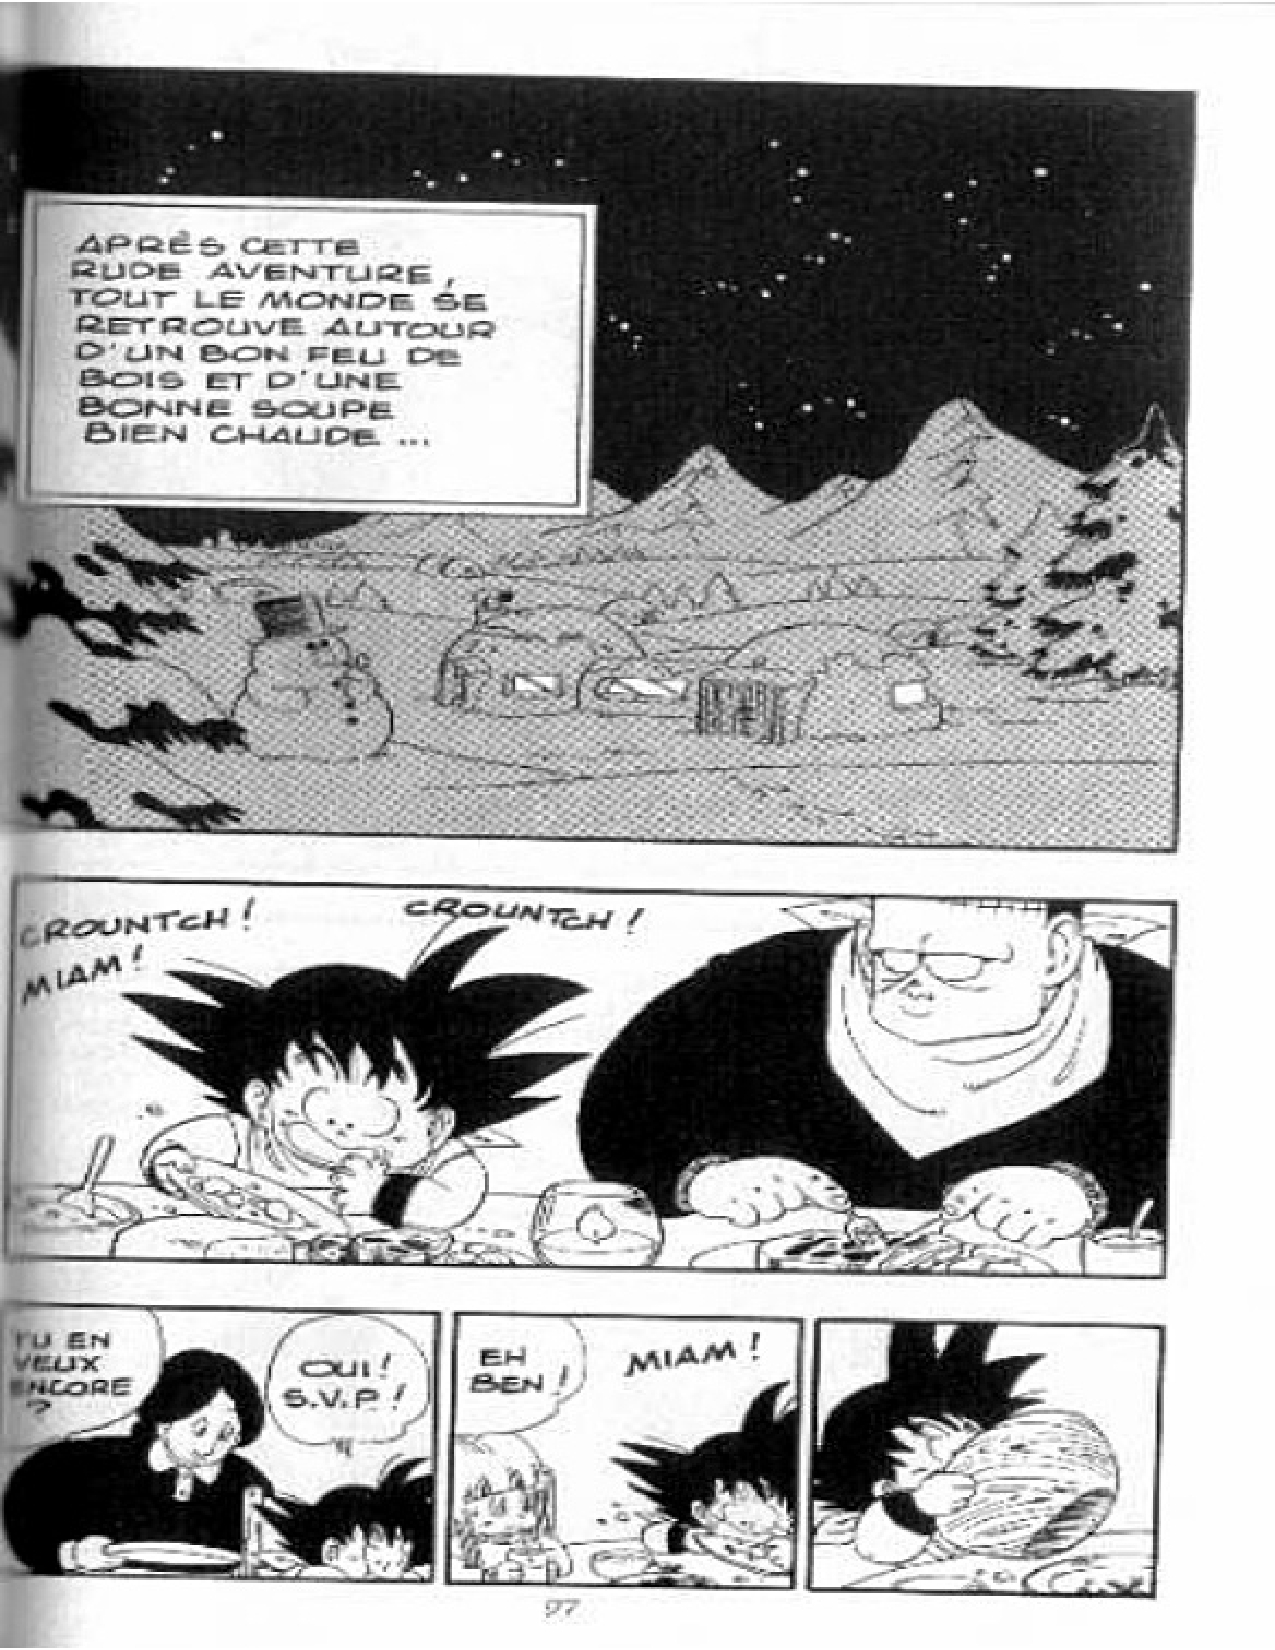 APRÈS CETTE
RUDE AVENTURE,
TOUT LE MONDE SE
RETROUVE AUTOUR
D'UN BON FEU DE
BOIS ET D'UNE
BONNE SOUPE
BIEN CHAUDE ...
CROUNTCH !
MIAM !
CROUNTCH !
TU EN
VEUX
ENCORE
?
OUI !
S.V.P. !
EH
BEN !
MIAM !
97